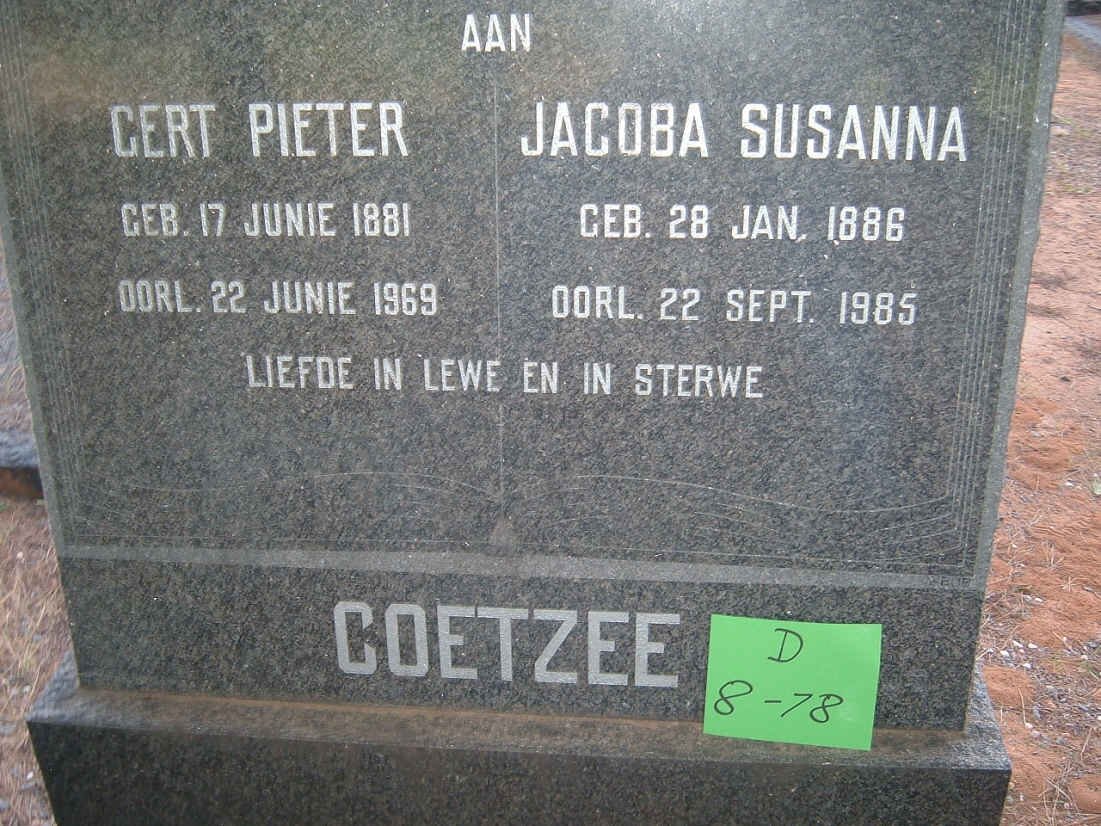 AAN
GERT PIETER
GEB. 17 JUNIE 1881
OORL. 22 JUNIE 1969
JACOBA SUSANNA
GEB. 28 JAN. 1886
OORL. 22 SEPT. 1985
LIEFDE IN LEWE EN IN STERWE
COETZEE
D
8-78